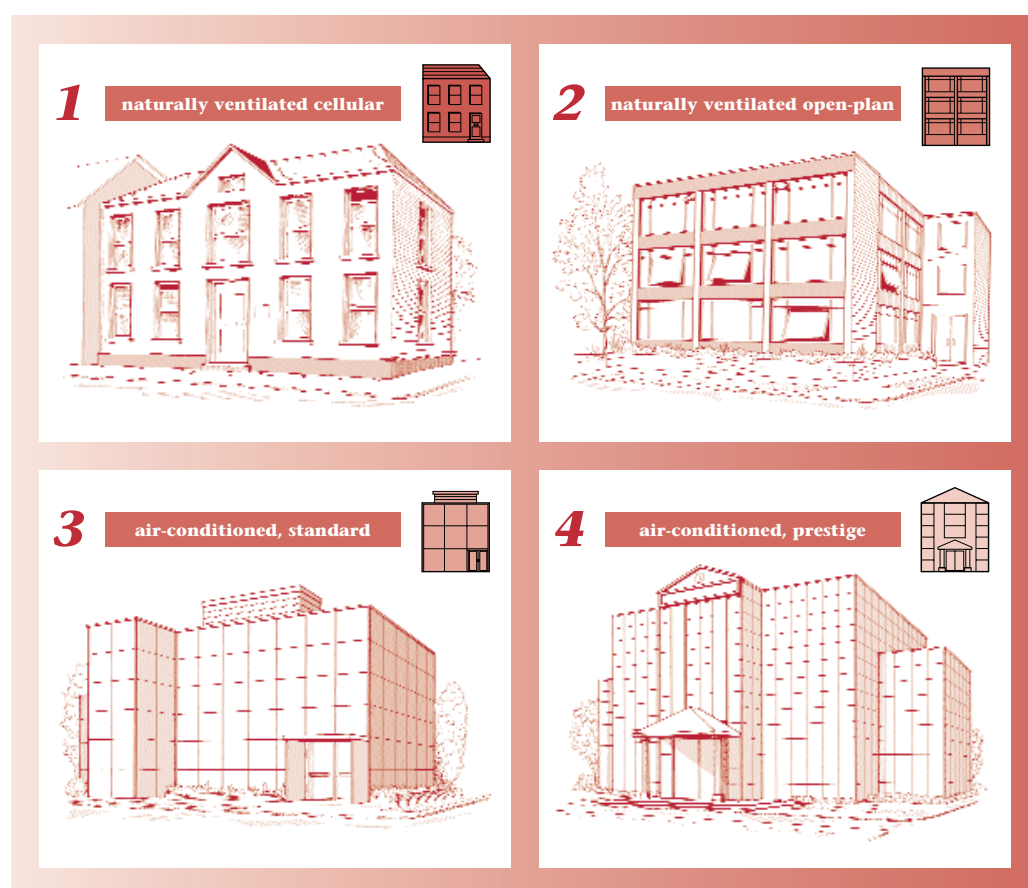 1
naturally ventilated cellular
2
naturally ventilated open-plan
3
air-conditioned, standard
4
air-conditioned, prestige